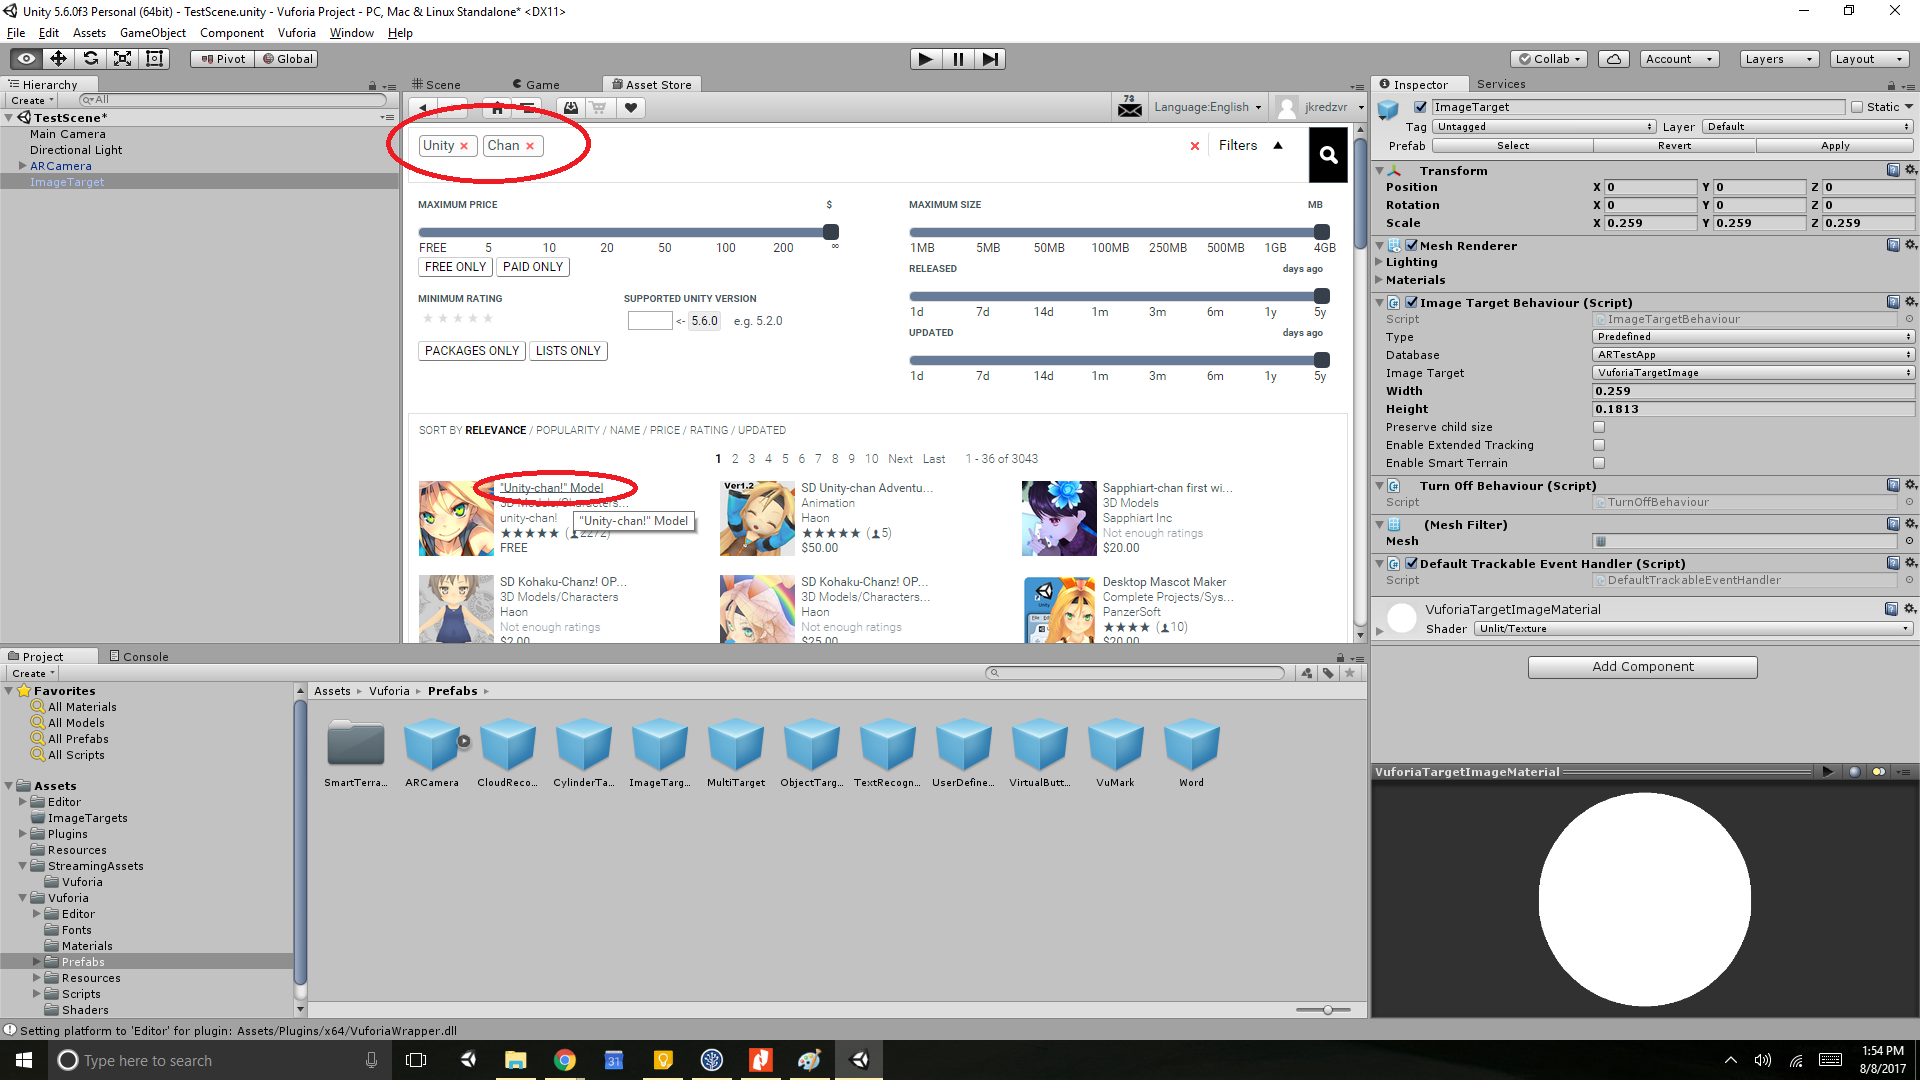 Unity 5.6.0f3 Personal (64bit) - TestScene.unity - Vuforia Project - PC, Mac & Linux Standalone* <DX11>
File Edit Assets GameObject Component Vuforia Window Help
Pivot Global Collab Account Layers Layout
Hierarchy
Create All
TestScene*
Main Camera
Directional Light
ARCamera
ImageTarget
Scene Game Asset Store
78 Language:English jkredzvr
Unity × Chan × × Filters
MAXIMUM PRICE $
FREE 5 10 20 50 100 200 ∞
FREE ONLY PAID ONLY
MINIMUM RATING
SUPPORTED UNITY VERSION
<- 5.6.0 e.g. 5.2.0
PACKAGES ONLY LISTS ONLY
MAXIMUM SIZE MB
1MB 5MB 50MB 100MB 250MB 500MB 1GB 4GB
RELEASED days ago
1d 7d 14d 1m 3m 6m 1y 5y
UPDATED days ago
1d 7d 14d 1m 3m 6m 1y 5y
SORT BY RELEVANCE / POPULARITY / NAME / PRICE / RATING / UPDATED
1 2 3 4 5 6 7 8 9 10 Next Last 1 - 36 of 3043
"Unity-chan!" Model
3D Models/Characters...
unity-chan!
"Unity-chan!" Model
★★★★★ (2272)
FREE
Ver1.2
SD Unity-chan Adventu...
Animation
Haon
★★★★★ (5)
$50.00
Sapphiart-chan first wi...
3D Models
Sapphiart Inc
Not enough ratings
$20.00
SD Kohaku-Chanz! OP...
3D Models/Characters
Haon
Not enough ratings
$2.00
SD Kohaku-Chanz! OP...
3D Models/Characters...
Haon
Not enough ratings
$25.00
Unity
Desktop Mascot Maker
Complete Projects/Sys...
PanzerSoft
★★★★ (10)
$20.00
Inspector Services
ImageTarget Static
Tag Untagged Layer Default
Prefab Select Revert Apply
Transform
Position X 0 Y 0 Z 0
Rotation X 0 Y 0 Z 0
Scale X 0.259 Y 0.259 Z 0.259
Mesh Renderer
Lighting
Materials
Image Target Behaviour (Script)
Script ImageTargetBehaviour
Type Predefined
Database ARTestApp
Image Target VuforiaTargetImage
Width 0.259
Height 0.1813
Preserve child size
Enable Extended Tracking
Enable Smart Terrain
Turn Off Behaviour (Script)
Script TurnOffBehaviour
(Mesh Filter)
Mesh
Default Trackable Event Handler (Script)
Script DefaultTrackableEventHandler
VuforiaTargetImageMaterial
Shader Unlit/Texture
Add Component
VuforiaTargetImageMaterial
Project Console
Create
Favorites
All Materials
All Models
All Prefabs
All Scripts
Assets
Editor
ImageTargets
Plugins
Resources
StreamingAssets
Vuforia
Vuforia
Editor
Fonts
Materials
Prefabs
Resources
Scripts
Shaders
Assets Vuforia Prefabs
SmartTerra... ARCamera CloudReco... CylinderTa... ImageTarg... MultiTarget ObjectTarg... TextRecogn... UserDefine... VirtualButt... VuMark Word
Setting platform to 'Editor' for plugin: Assets/Plugins/x64/VuforiaWrapper.dll
Type here to search
31
1:54 PM
8/8/2017